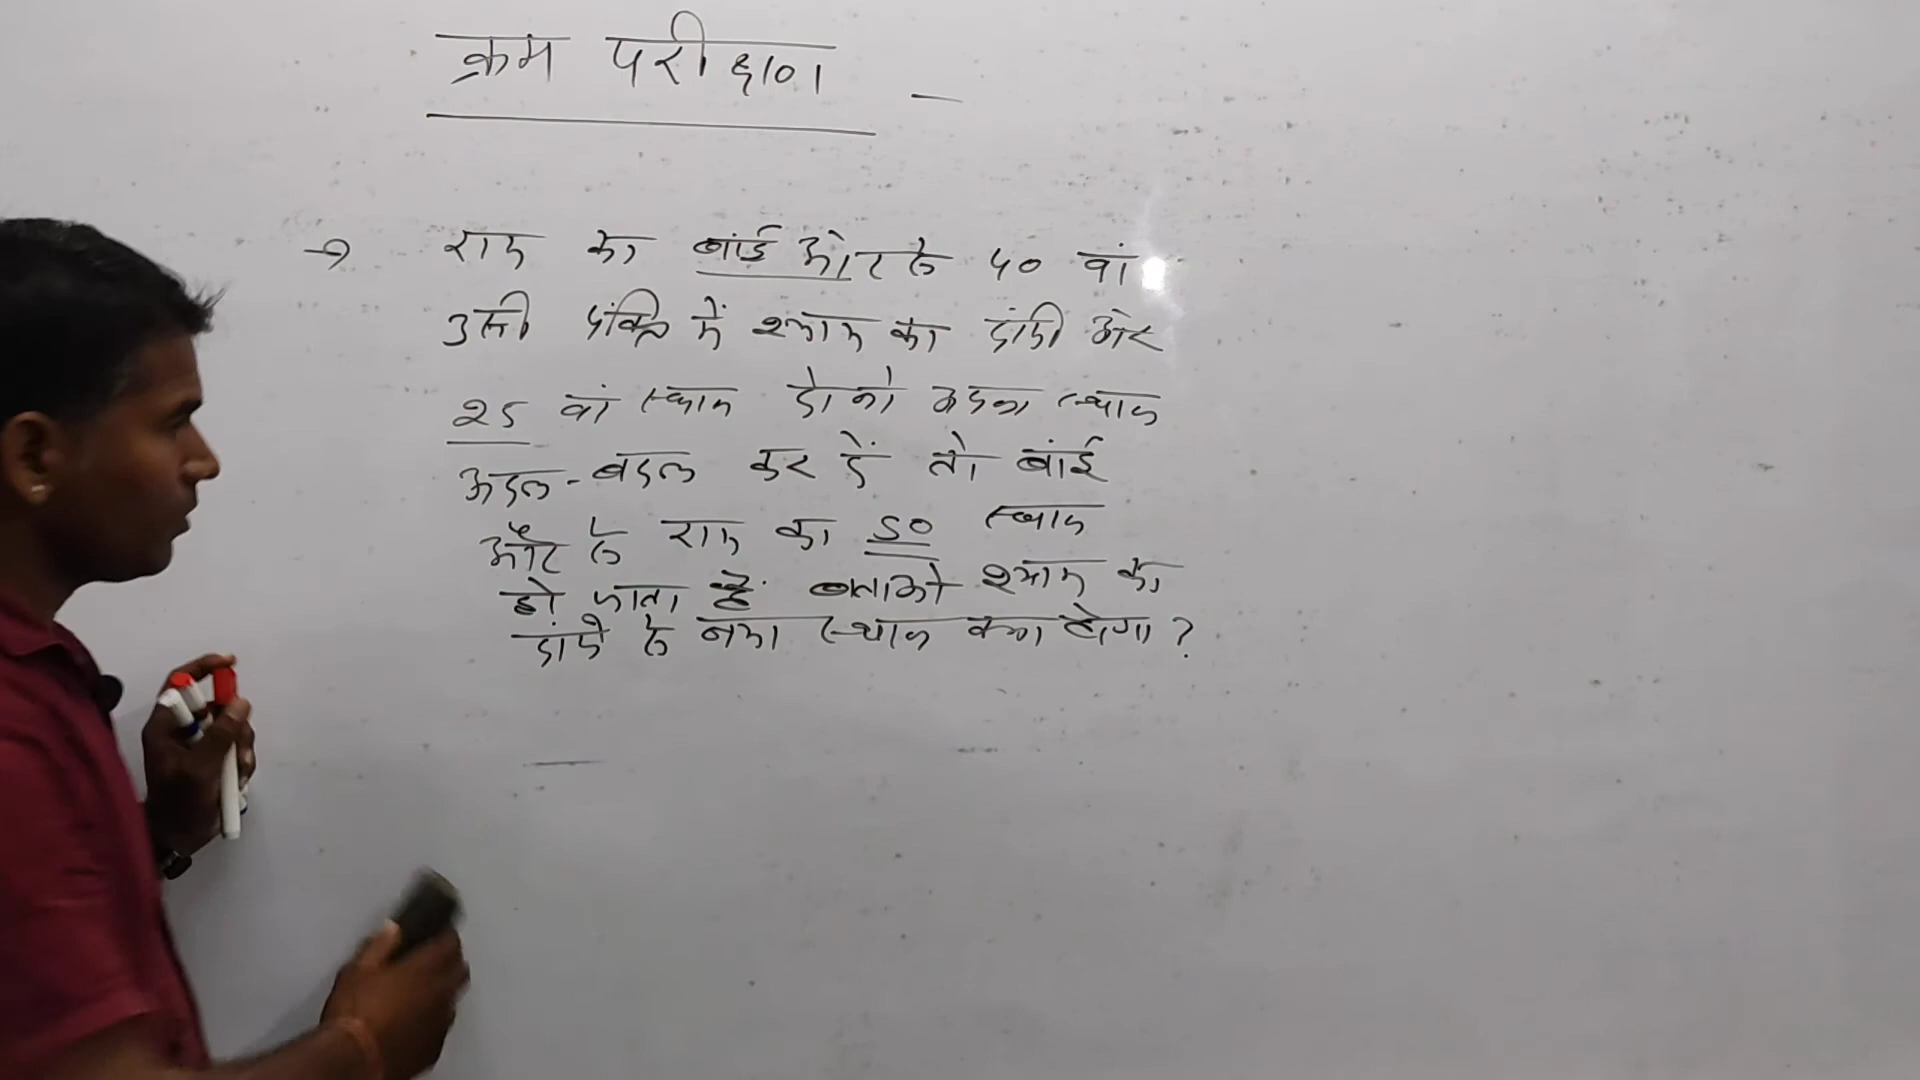 क्रम परीक्षण -
→ राम का बांई ओर से 40 वां
उसी पंक्ति में श्याम का दांयी ओर
25 वां स्थान दोनो अपना स्थान
अदल-बदल कर दें तो बांई
ओर से राम का 50 स्थान
हो जाता है. बताओ श्याम का
दांये से नया स्थान क्या होगा ?